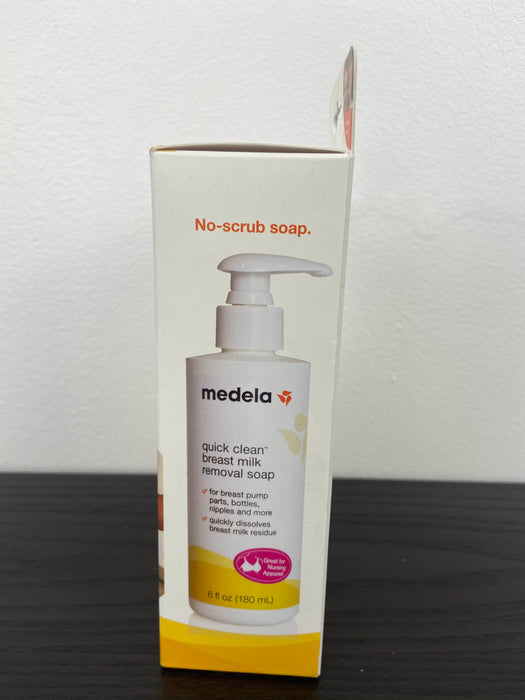 No-scrub soap.
medela
quick clean™
breast milk
removal soap
for breast pump
parts, bottles,
nipples and more
quickly dissolves
breast milk residue
Great for
Nursing
Apparel
6 fl oz (180 mL)